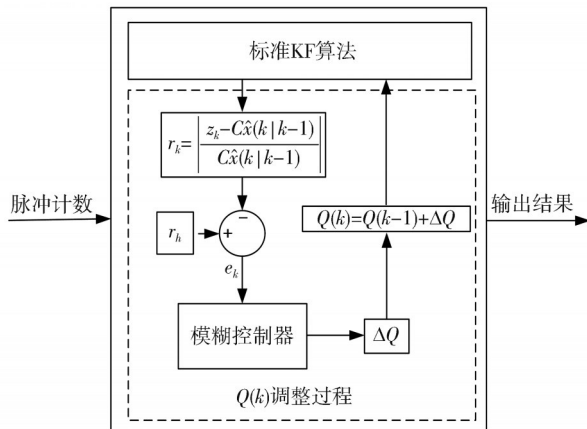 标准KF算法
r_k=|z_k-Cx̂(k|k-1)/Cx̂(k|k-1)|
脉冲计数
输出结果
Q(k)=Q(k-1)+ΔQ
r_h
+
−
e_k
模糊控制器
ΔQ
Q(k)调整过程